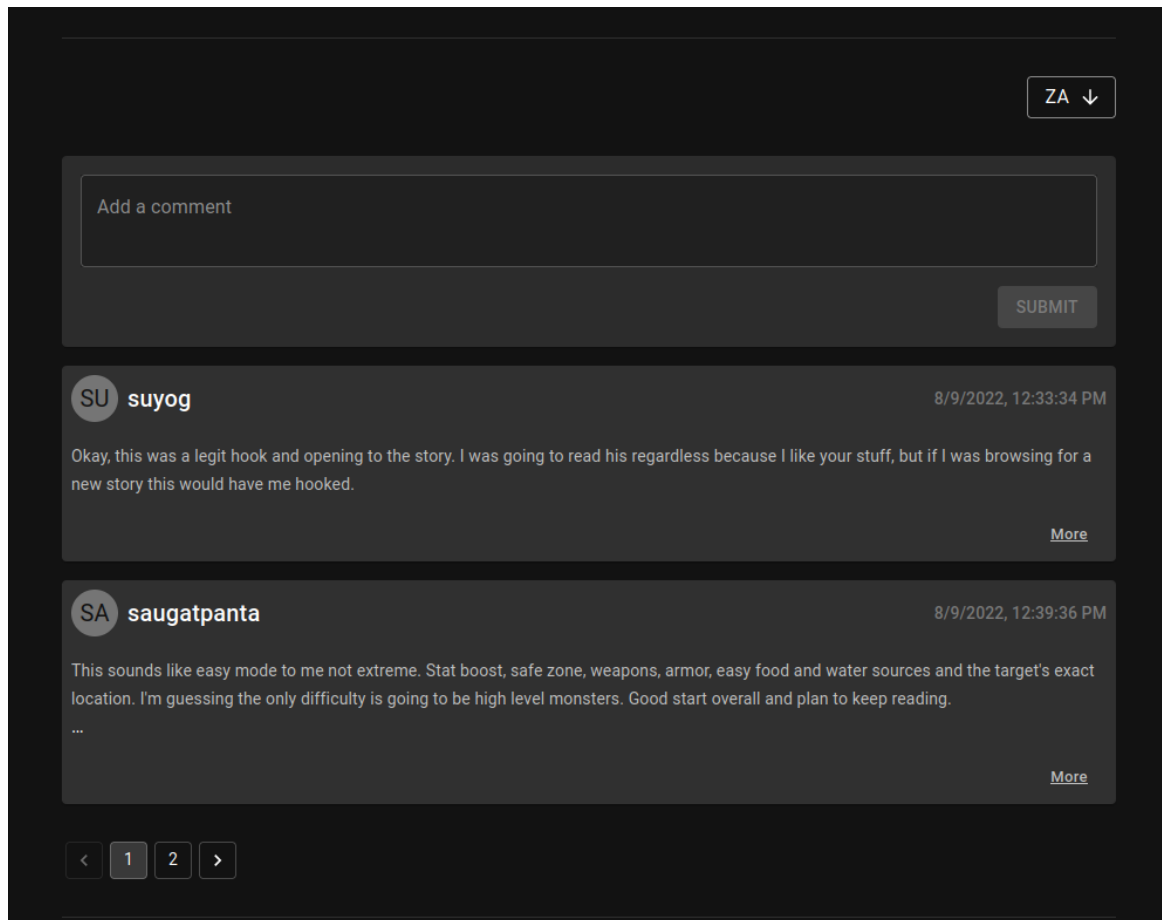 ZA
Add a comment
SUBMIT
SU suyog 8/9/2022, 12:33:34 PM
Okay, this was a legit hook and opening to the story. I was going to read his regardless because I like your stuff, but if I was browsing for a
new story this would have me hooked.
More
SA saugatpanta 8/9/2022, 12:39:36 PM
This sounds like easy mode to me not extreme. Stat boost, safe zone, weapons, armor, easy food and water sources and the target's exact
location. I'm guessing the only difficulty is going to be high level monsters. Good start overall and plan to keep reading.
...
More
1 2